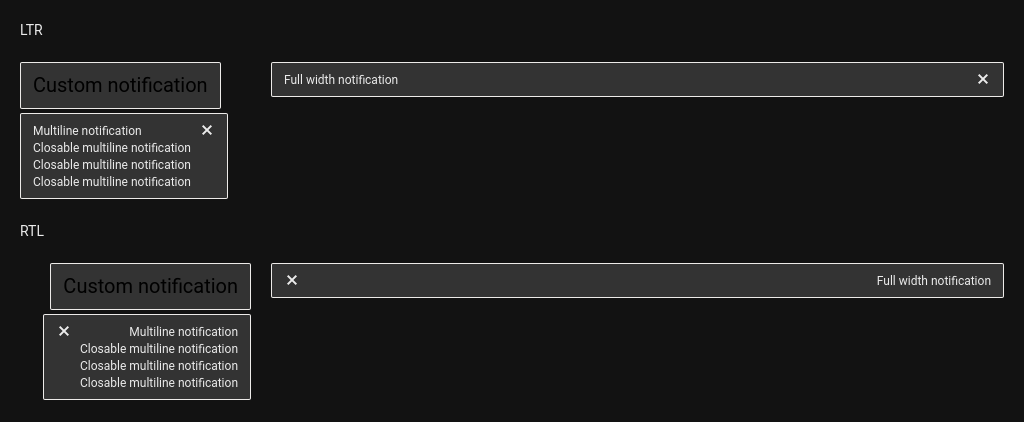 LTR
Custom notification
Full width notification
Multiline notification
Closable multiline notification
Closable multiline notification
Closable multiline notification
RTL
Custom notification
Full width notification
Multiline notification
Closable multiline notification
Closable multiline notification
Closable multiline notification